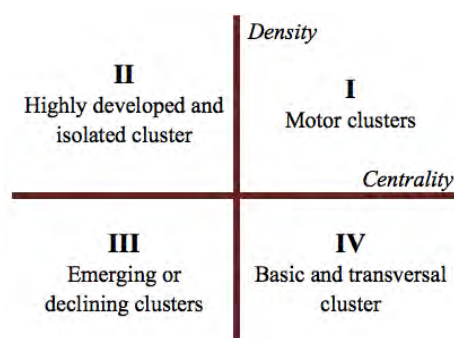 Density
II
Highly developed and
isolated cluster
I
Motor clusters
Centrality
III
Emerging or
declining clusters
IV
Basic and transversal
cluster